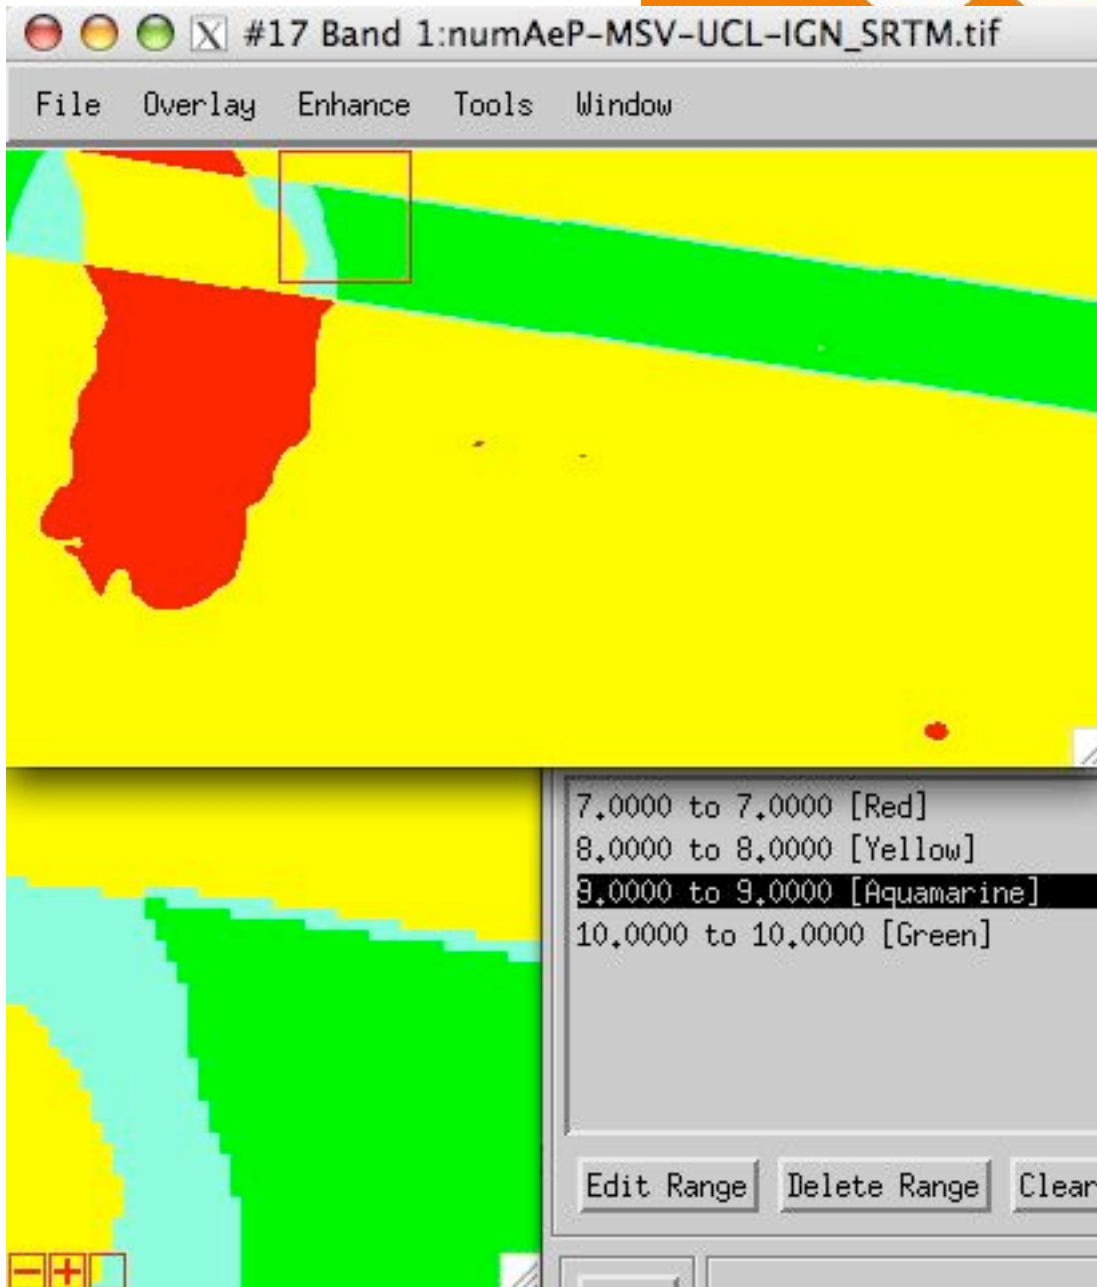 #17 Band 1:numAeP-MSV-UCL-IGN_SRTM.tif
File Overlay Enhance Tools Window
7.0000 to 7.0000 [Red]
8.0000 to 8.0000 [Yellow]
9.0000 to 9.0000 [Aquamarine]
10.0000 to 10.0000 [Green]
Edit Range Delete Range Clear